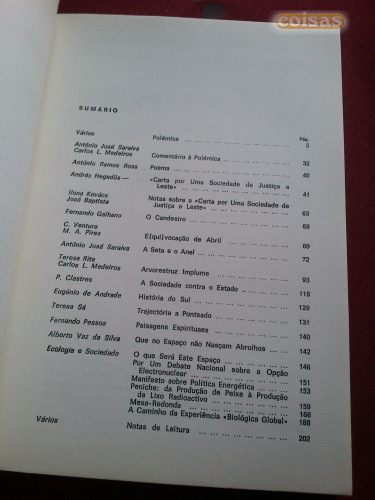 coisas
SUMÁRIO
Pág.
Vários Polémica ... 5
António José Saraiva
Carlos L. Medeiros Comentário à Polémica ... 32
António Ramos Rosa Poema ... 40
Andrés Hegedüs — «Carta por Uma Sociedade de Justiça a
Leste» ... 41
Ilona Kovács Notas sobre a «Carta por Uma Sociedade de
José Baptista Justiça a Leste» ... 63
Fernando Galhano O Candeeiro ... 68
C. Ventura
M. A. Pires E(qui)vocação de Abril ... 69
António José Saraiva A Seta e o Anel ... 72
Teresa Rita
Carlos L. Medeiros Arvorestruz Implume ... 93
P. Clastres A Sociedade contra o Estado ... 118
Eugénio de Andrade História do Sul ... 129
Teresa Sá Trajectória a Ponteado ... 131
Fernando Pessoa Paisagens Espirituais ... 140
Alberto Vaz da Silva Que no Espaço não Nasçam Abrolhos ... 142
Ecologia e Sociedade O que Será Este Espaço ... 146
Por Um Debate Nacional sobre a Opção
Electronuclear ... 151
Manifesto sobre Política Energética ... 153
Peniche: da Produção de Peixe à Produção
de Lixo Radioactivo ... 159
Mesa-Redonda ... 166
A Caminho da Experiência «Biológica Global» 188
Vários Notas de Leitura ... 202